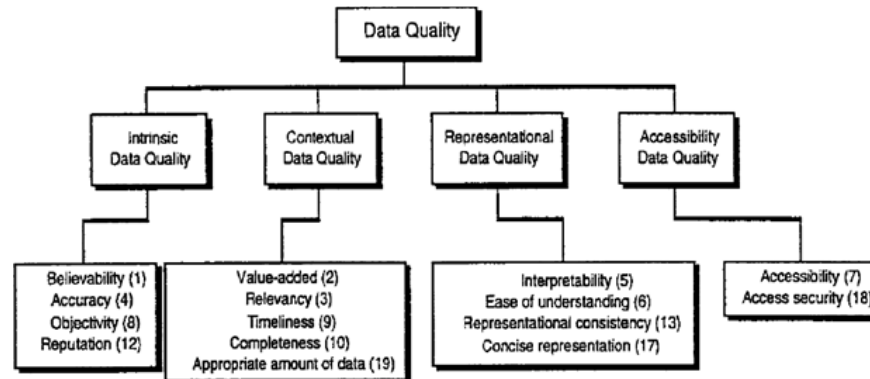 Data Quality
Intrinsic
Data Quality
Contextual
Data Quality
Representational
Data Quality
Accessibility
Data Quality
Believability (1)
Accuracy (4)
Objectivity (8)
Reputation (12)
Value-added (2)
Relevancy (3)
Timeliness (9)
Completeness (10)
Appropriate amount of data (19)
Interpretability (5)
Ease of understanding (6)
Representational consistency (13)
Concise representation (17)
Accessibility (7)
Access security (18)